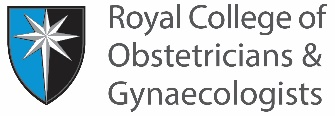 Royal College of
Obstetricians &
Gynaecologists